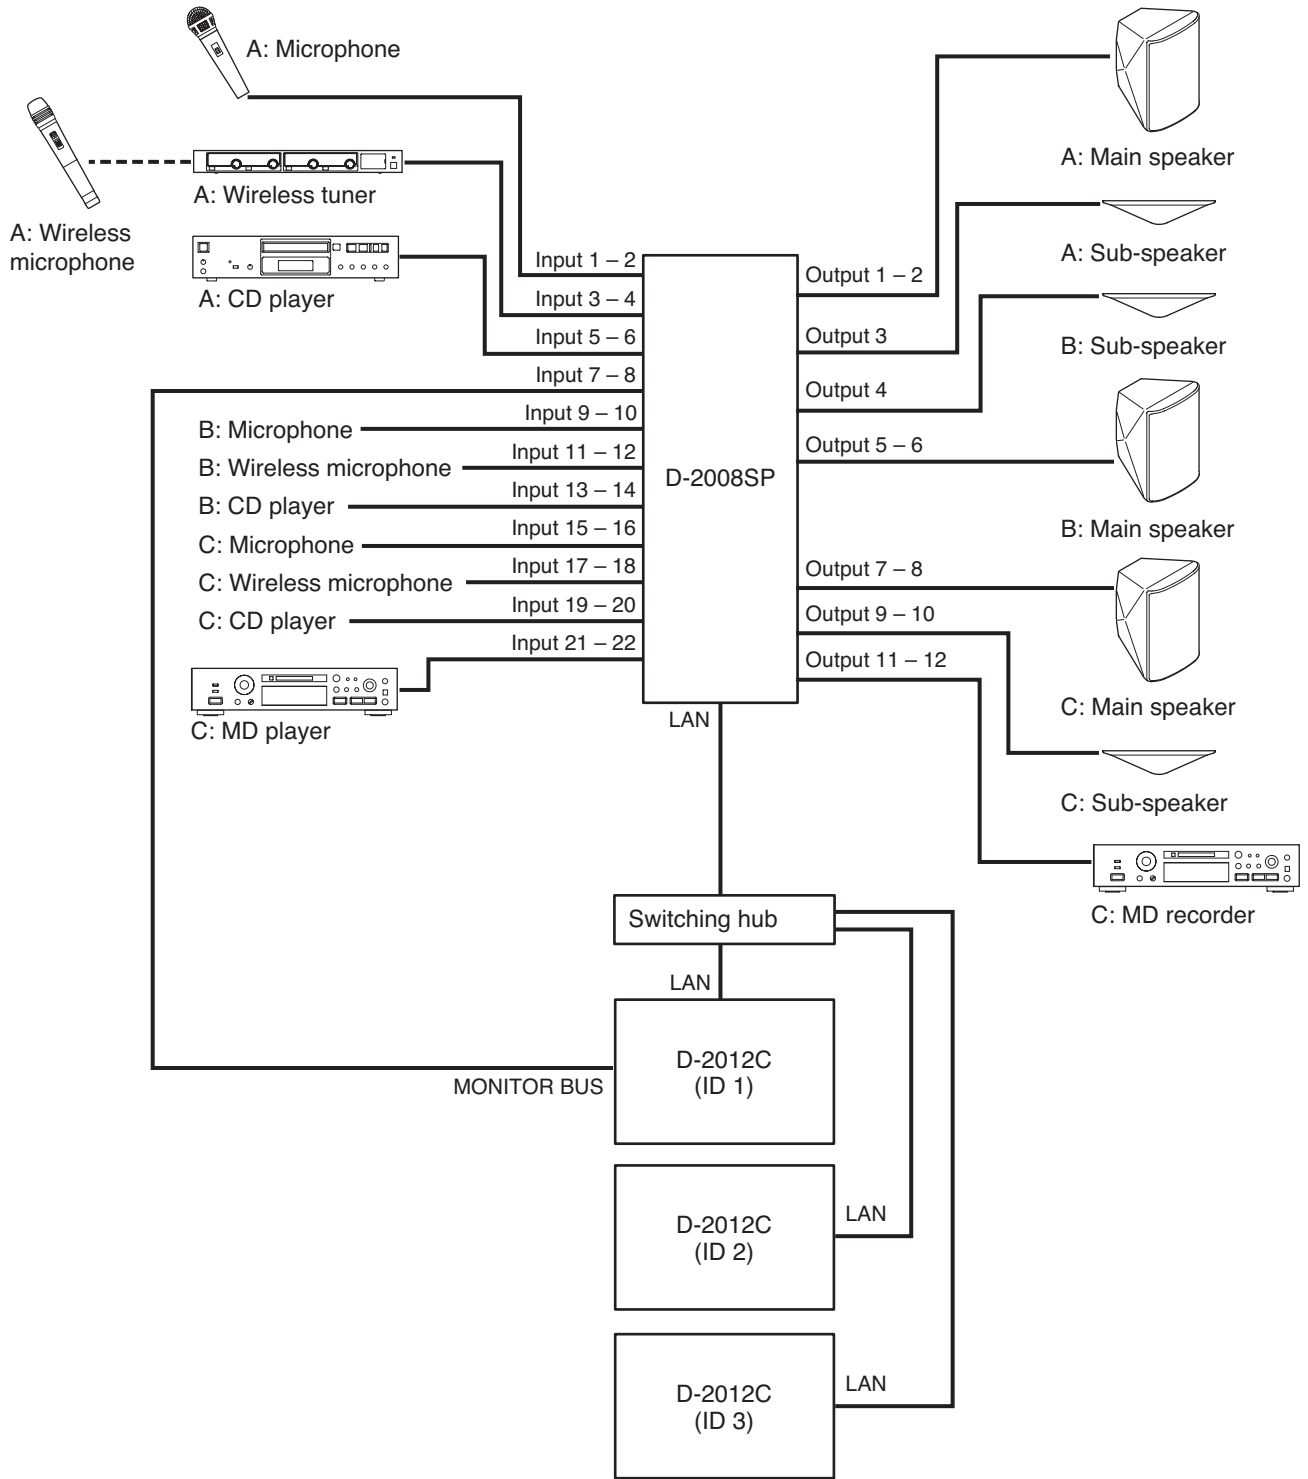 A: Microphone
A: Wireless tuner
A: Wireless
microphone
A: CD player
Input 1 – 2
Input 3 – 4
Input 5 – 6
Input 7 – 8
Input 9 – 10
B: Microphone
Input 11 – 12
B: Wireless microphone
Input 13 – 14
B: CD player
Input 15 – 16
C: Microphone
Input 17 – 18
C: Wireless microphone
Input 19 – 20
C: CD player
Input 21 – 22
C: MD player
D-2008SP
LAN
Output 1 – 2
Output 3
Output 4
Output 5 – 6
Output 7 – 8
Output 9 – 10
Output 11 – 12
A: Main speaker
A: Sub-speaker
B: Sub-speaker
B: Main speaker
C: Main speaker
C: Sub-speaker
C: MD recorder
Switching hub
LAN
D-2012C
(ID 1)
MONITOR BUS
D-2012C
(ID 2)
LAN
D-2012C
(ID 3)
LAN